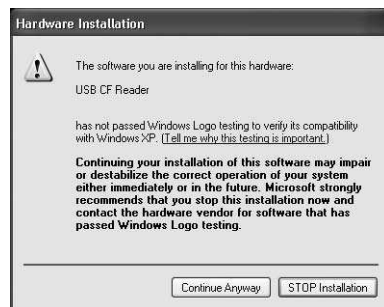 Hardware Installation
The software you are installing for this hardware:
USB CF Reader
has not passed Windows Logo testing to verify its compatibility
with Windows XP. (Tell me why this testing is important.)
Continuing your installation of this software may impair
or destabilize the correct operation of your system
either immediately or in the future. Microsoft strongly
recommends that you stop this installation now and
contact the hardware vendor for software that has
passed Windows Logo testing.
Continue Anyway STOP Installation